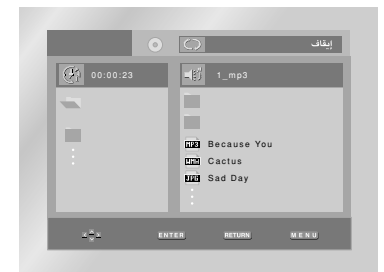 إيقاف
00:00:23
1_mp3
MP3 Because You
WMA Cactus
JPG Sad Day
ENTER RETURN MENU